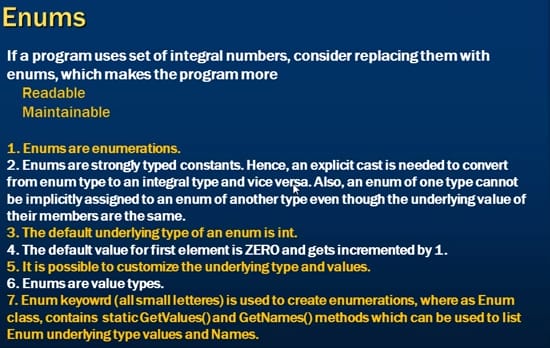 Enums
If a program uses set of integral numbers, consider replacing them with
enums, which makes the program more
Readable
Maintainable
1. Enums are enumerations.
2. Enums are strongly typed constants. Hence, an explicit cast is needed to convert
from enum type to an integral type and vice versa. Also, an enum of one type cannot
be implicitly assigned to an enum of another type even though the underlying value of
their members are the same.
3. The default underlying type of an enum is int.
4. The default value for first element is ZERO and gets incremented by 1.
5. It is possible to customize the underlying type and values.
6. Enums are value types.
7. Enum keyowrd (all small letteres) is used to create enumerations, where as Enum
class, contains static GetValues() and GetNames() methods which can be used to list
Enum underlying type values and Names.